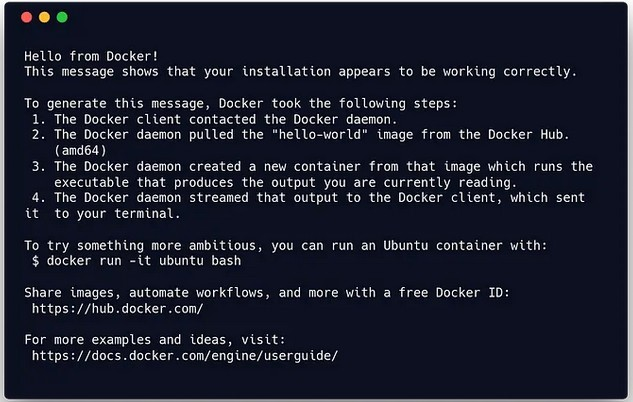 Hello from Docker!
This message shows that your installation appears to be working correctly.
To generate this message, Docker took the following steps:
1. The Docker client contacted the Docker daemon.
2. The Docker daemon pulled the "hello-world" image from the Docker Hub.
(amd64)
3. The Docker daemon created a new container from that image which runs the
executable that produces the output you are currently reading.
4. The Docker daemon streamed that output to the Docker client, which sent
it  to your terminal.
To try something more ambitious, you can run an Ubuntu container with:
$ docker run -it ubuntu bash
Share images, automate workflows, and more with a free Docker ID:
https://hub.docker.com/
For more examples and ideas, visit:
https://docs.docker.com/engine/userguide/